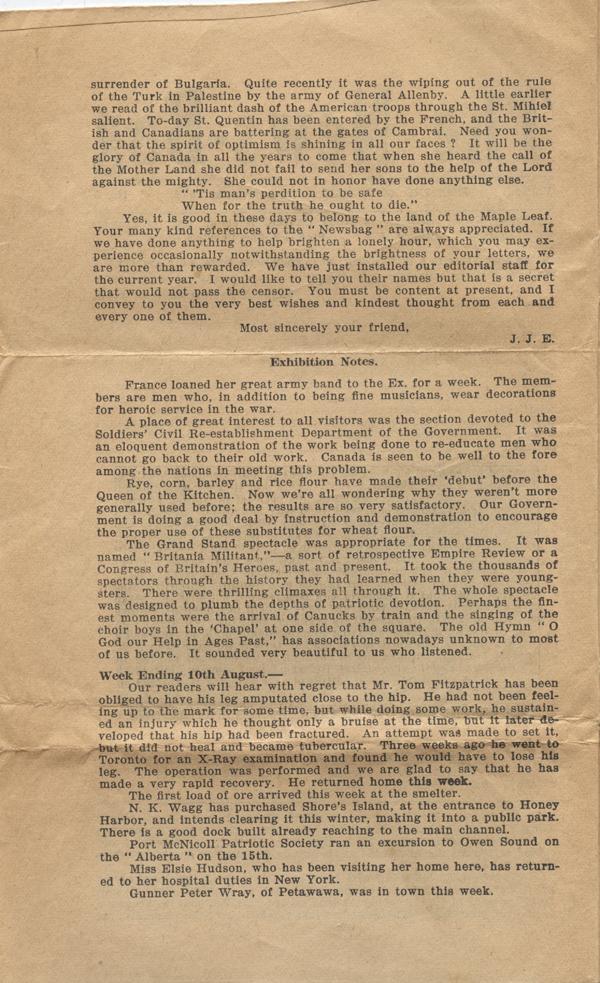 surrender of Bulgaria. Quite recently it was the wiping out of the rule
of the Turk in Palestine by the army of General Allenby. A little earlier
we read of the brilliant dash of the American troops through the St. Mihiel
salient. To-day St. Quentin has been entered by the French, and the Brit-
ish and Canadians are battering at the gates of Cambrai. Need you won-
der that the spirit of optimism is shining in all our faces ? It will be the
glory of Canada in all the years to come that when she heard the call of
the Mother Land she did not fail to send her sons to the help of the Lord
against the mighty. She could not in honor have done anything else.
" 'Tis man's perdition to be safe
When for the truth he ought to die."
Yes, it is good in these days to belong to the land of the Maple Leaf.
Your many kind references to the " Newsbag " are always appreciated. If
we have done anything to help brighten a lonely hour, which you may ex-
perience occasionally notwithstanding the brightness of your letters, we
are more than rewarded. We have just installed our editorial staff for
the current year. I would like to tell you their names but that is a secret
that would not pass the censor. You must be content at present, and I
convey to you the very best wishes and kindest thought from each and
every one of them.
Most sincerely your friend,
J. J. E.
Exhibition Notes.
France loaned her great army band to the Ex. for a week. The mem-
bers are men who, in addition to being fine musicians, wear decorations
for heroic service in the war.
A place of great interest to all visitors was the section devoted to the
Soldiers' Civil Re-establishment Department of the Government. It was
an eloquent demonstration of the work being done to re-educate men who
cannot go back to their old work. Canada is seen to be well to the fore
among the nations in meeting this problem.
Rye, corn, barley and rice flour have made their 'debut' before the
Queen of the Kitchen. Now we're all wondering why they weren't more
generally used before; the results are so very satisfactory. Our Govern-
ment is doing a good deal by instruction and demonstration to encourage
the proper use of these substitutes for wheat flour.
The Grand Stand spectacle was appropriate for the times. It was
named " Britania Militant,"—a sort of retrospective Empire Review or a
Congress of Britain's Heroes, past and present. It took the thousands of
spectators through the history they had learned when they were young-
sters. There were thrilling climaxes all through it. The whole spectacle
was designed to plumb the depths of patriotic devotion. Perhaps the fin-
est moments were the arrival of Canucks by train and the singing of the
choir boys in the 'Chapel' at one side of the square. The old Hymn " O
God our Help in Ages Past," has associations nowadays unknown to most
of us before. It sounded very beautiful to us who listened.
Week Ending 10th August.—
Our readers will hear with regret that Mr. Tom Fitzpatrick has been
obliged to have his leg amputated close to the hip. He had not been feel-
ing up to the mark for some time, but while doing some work, he sustain-
ed an injury which he thought only a bruise at the time, but it later de-
veloped that his hip had been fractured. An attempt was made to set it,
but it did not heal and became tubercular. Three weeks ago he went to
Toronto for an X-Ray examination and found he would have to lose his
leg. The operation was performed and we are glad to say that he has
made a very rapid recovery. He returned home this week.
The first load of ore arrived this week at the smelter.
N. K. Wagg has purchased Shore's Island, at the entrance to Honey
Harbor, and intends clearing it this winter, making it into a public park.
There is a good dock built already reaching to the main channel.
Port McNicoll Patriotic Society ran an excursion to Owen Sound on
the " Alberta " on the 15th.
Miss Elsie Hudson, who has been visiting her home here, has return-
ed to her hospital duties in New York.
Gunner Peter Wray, of Petawawa, was in town this week.